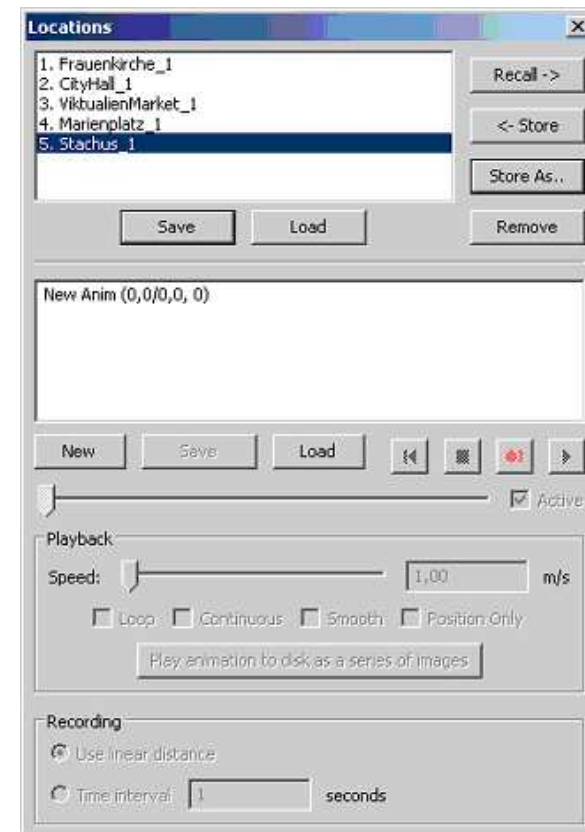 Locations
1. Frauenkirche_1
2. CityHall_1
3. ViktualienMarket_1
4. Marienplatz_1
5. Stachus_1
Recall ->
<- Store
Store As..
Save Load Remove
New Anim (0,0/0,0, 0)
New Save Load
Active
Playback
Speed: 1,00 m/s
Loop Continuous Smooth Position Only
Play animation to disk as a series of images
Recording
Use linear distance
Time interval 1 seconds